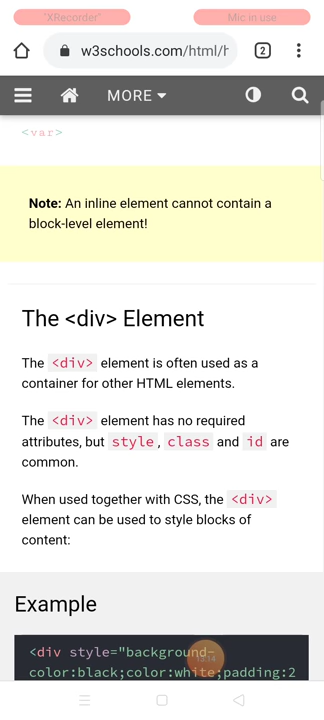 "XRecorder" Mic in use
w3schools.com/html/h 2
MORE
<var>
Note: An inline element cannot contain a
block-level element!
The <div> Element
The <div> element is often used as a
container for other HTML elements.
The <div> element has no required
attributes, but style, class and id are
common.
When used together with CSS, the <div>
element can be used to style blocks of
content:
Example
<div style="background-
color:black;color:white;padding:2